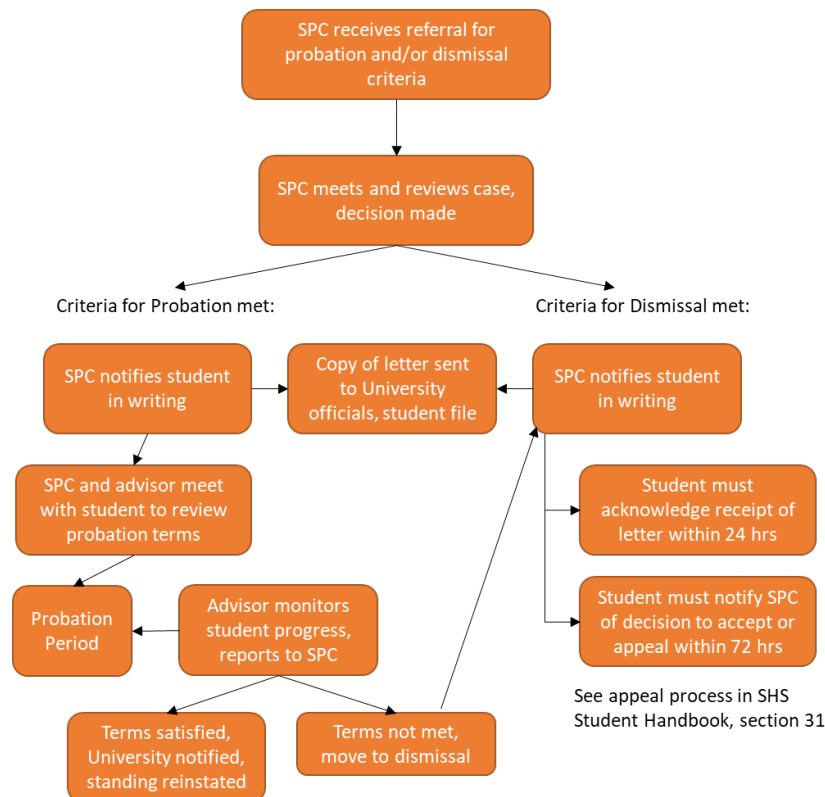 SPC receives referral for
probation and/or dismissal
criteria
SPC meets and reviews case,
decision made
Criteria for Probation met:
Criteria for Dismissal met:
SPC notifies student
in writing
Copy of letter sent
to University
officials, student file
SPC notifies student
in writing
SPC and advisor meet
with student to review
probation terms
Student must
acknowledge receipt of
letter within 24 hrs
Probation
Period
Advisor monitors
student progress,
reports to SPC
Student must notify SPC
of decision to accept or
appeal within 72 hrs
Terms satisfied,
University notified,
standing reinstated
Terms not met,
move to dismissal
See appeal process in SHS
Student Handbook, section 31